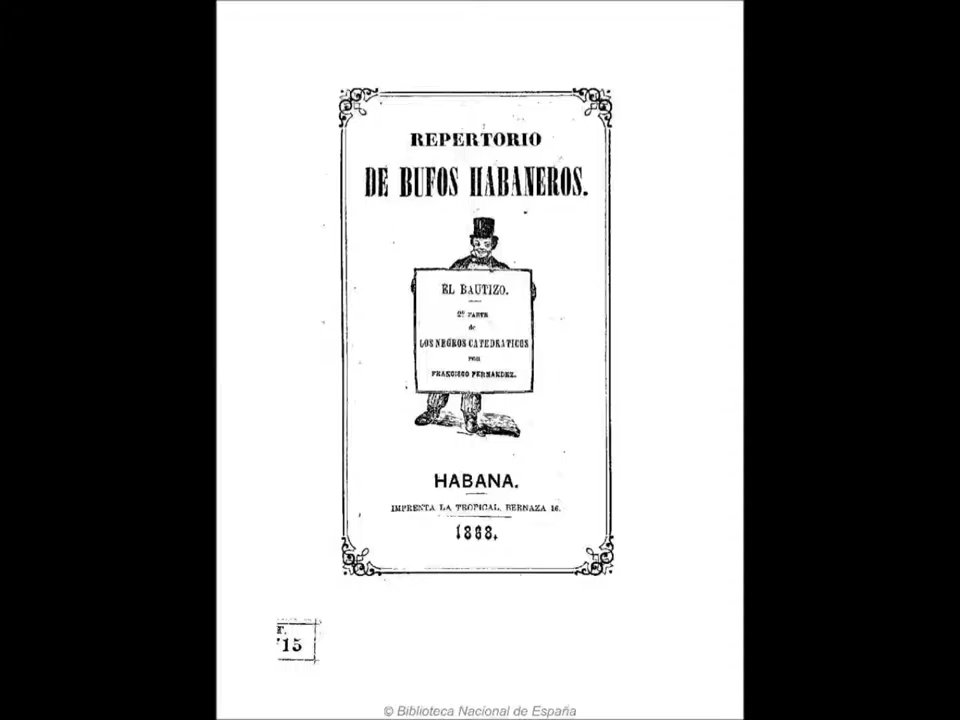 REPERTORIO
DE BUFOS HABANEROS.
EL BAUTIZO.
2ª PARTE
de
LOS NEGROS CATEDRATICOS
POR
FRANCISCO FERNANDEZ.
HABANA.
IMPRENTA LA TROPICAL, BERNAZA 16.
1868.
T.
715
© Biblioteca Nacional de España